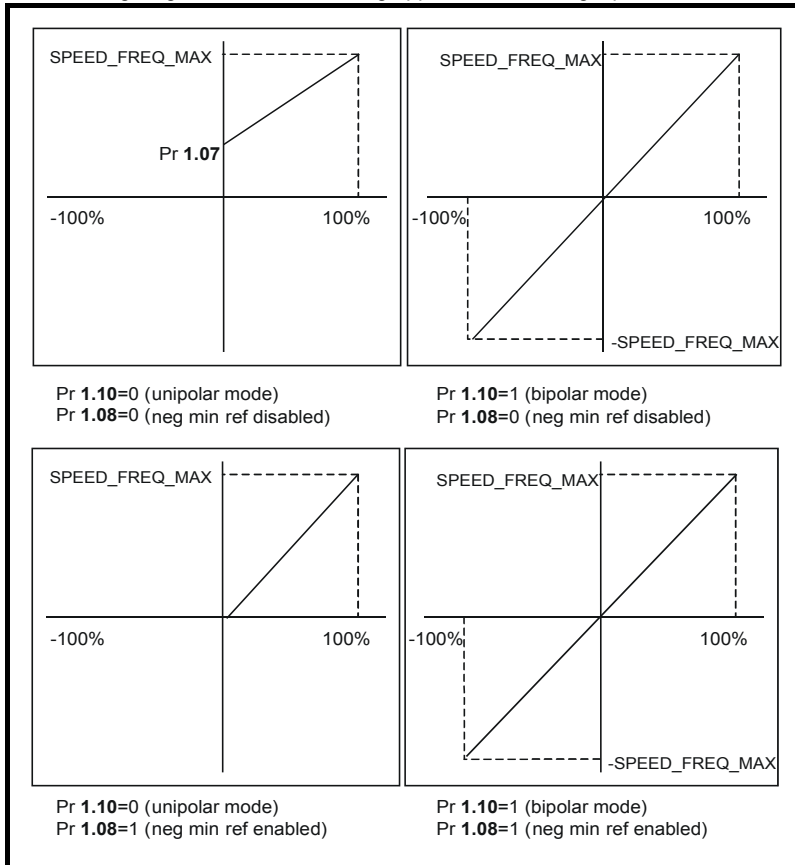 SPEED_FREQ_MAX
Pr 1.07
-100%
100%
Pr 1.10=0 (unipolar mode)
Pr 1.08=0 (neg min ref disabled)
SPEED_FREQ_MAX
-100%
100%
-SPEED_FREQ_MAX
Pr 1.10=1 (bipolar mode)
Pr 1.08=0 (neg min ref disabled)
SPEED_FREQ_MAX
-100%
100%
Pr 1.10=0 (unipolar mode)
Pr 1.08=1 (neg min ref enabled)
SPEED_FREQ_MAX
-100%
100%
-SPEED_FREQ_MAX
Pr 1.10=1 (bipolar mode)
Pr 1.08=1 (neg min ref enabled)